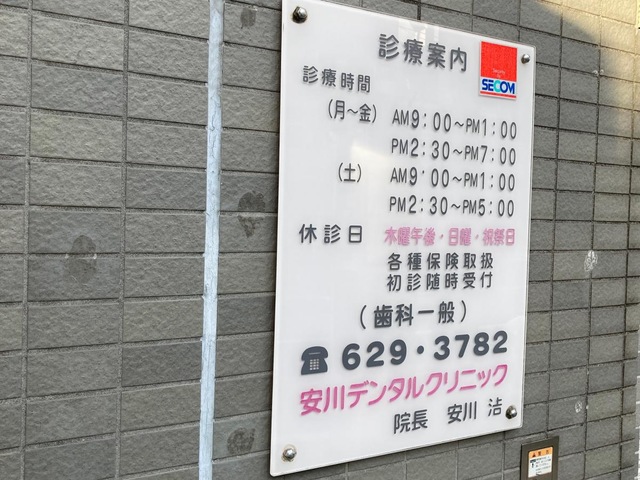 診療案内
SECOM
診療時間
(月～金) AM9:00～PM1:00
PM2:30～PM7:00
(土) AM9:00～PM1:00
PM2:30～PM5:00
休診日 木曜午後・日曜・祝祭日
各種保険取扱
初診随時受付
(歯科一般)
☎629・3782
安川デンタルクリニック
院長 安川